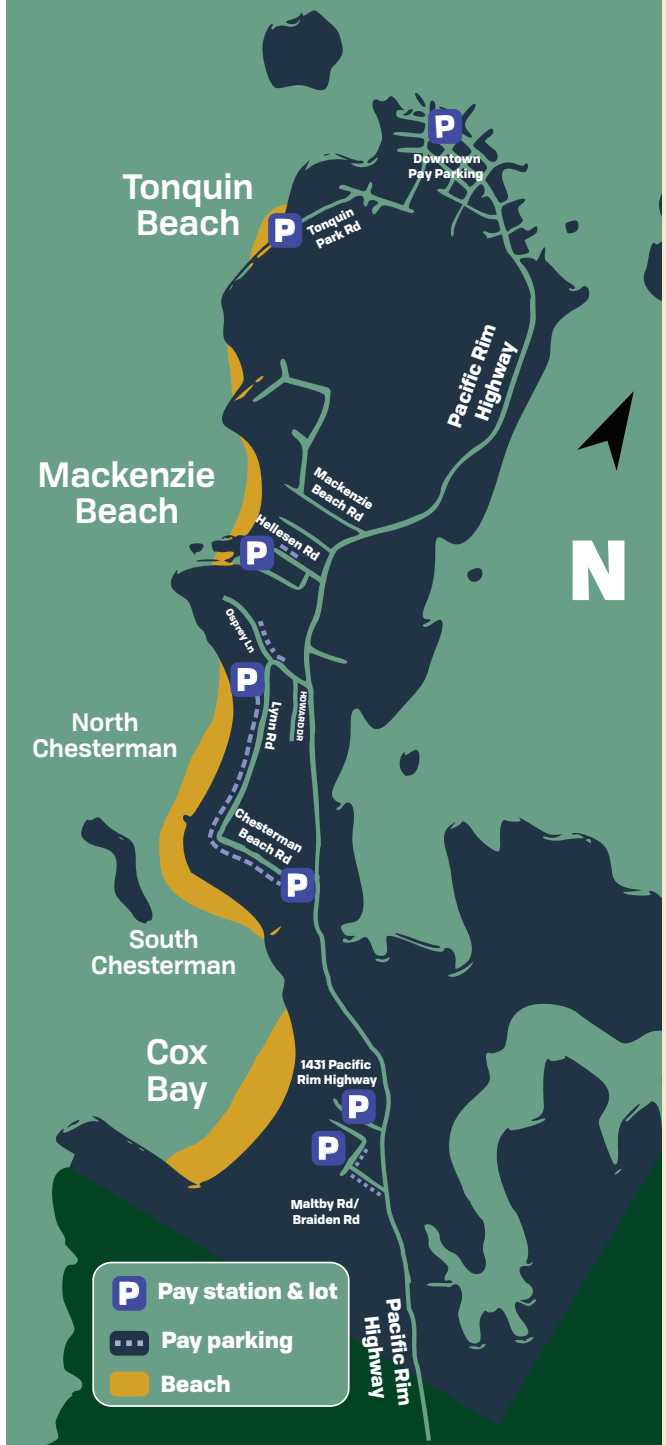 P
Downtown
Pay Parking
Tonquin
Beach
P
Tonquin
Park Rd
Pacific Rim
Highway
Mackenzie
Beach
Mackenzie
Beach Rd
Hellesen Rd
P
N
Osprey Ln
P
HOWARD DR
Lynn Rd
North
Chesterman
Chesterman
Beach Rd
P
South
Chesterman
Cox
Bay
1431 Pacific
Rim Highway
P
P
Maltby Rd/
Braiden Rd
Pacific Rim
Highway
P Pay station & lot
Pay parking
Beach